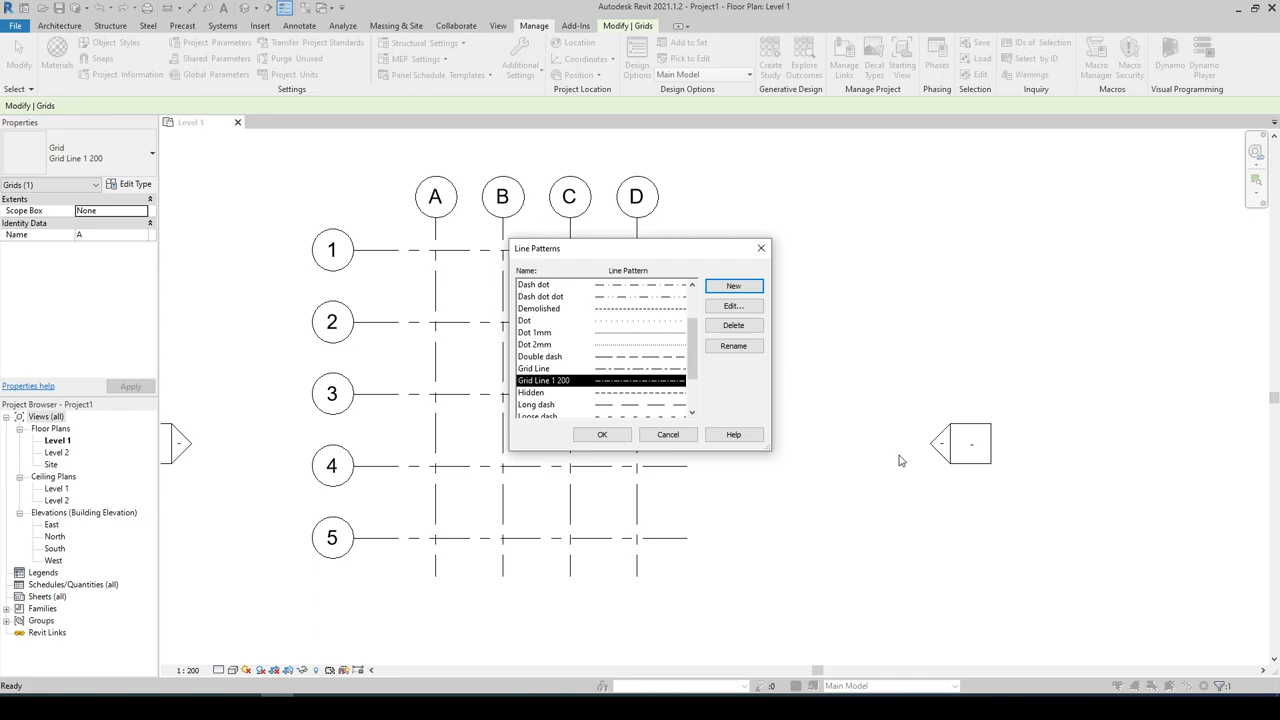 Autodesk Revit 2021.1.2 - Project1 - Floor Plan: Level 1
File Architecture Structure Steel Precast Systems Insert Annotate Analyze Massing & Site Collaborate View Manage Add-Ins Modify | Grids
Modify
Materials
Object Styles
Snaps
Project Information
Project Parameters
Shared Parameters
Global Parameters
Transfer Project Standards
Purge Unused
Project Units
Structural Settings
MEP Settings
Panel Schedule Templates
Additional Settings
Location
Coordinates
Position
Design Options
Add to Set
Pick to Edit
Main Model
Create Study
Explore Outcomes
Manage Links
Decal Types
Starting View
Phases
Save
Load
Edit
IDs of Selection
Select by ID
Warnings
Macro Manager
Macro Security
Dynamo
Dynamo Player
Select Settings Project Location Design Options Generative Design Manage Project Phasing Selection Inquiry Macros Visual Programming
Modify | Grids
Properties
Level 1
Grid
Grid Line 1 200
Grids (1)
Edit Type
Extents
Scope Box None
Identity Data
Name A
Properties help
Apply
Project Browser - Project1
Views (all)
Floor Plans
Level 1
Level 2
Site
Ceiling Plans
Level 1
Level 2
Elevations (Building Elevation)
East
North
South
West
Legends
Schedules/Quantities (all)
Sheets (all)
Families
Groups
Revit Links
A B C D
1
2
3
4
5
Line Patterns
Name: Line Pattern
Dash dot
Dash dot dot
Demolished
Dot
Dot 1mm
Dot 2mm
Double dash
Grid Line
Grid Line 1 200
Hidden
Long dash
Loose dash
New
Edit...
Delete
Rename
OK Cancel Help
1 : 200
Ready
:0
Main Model
:1